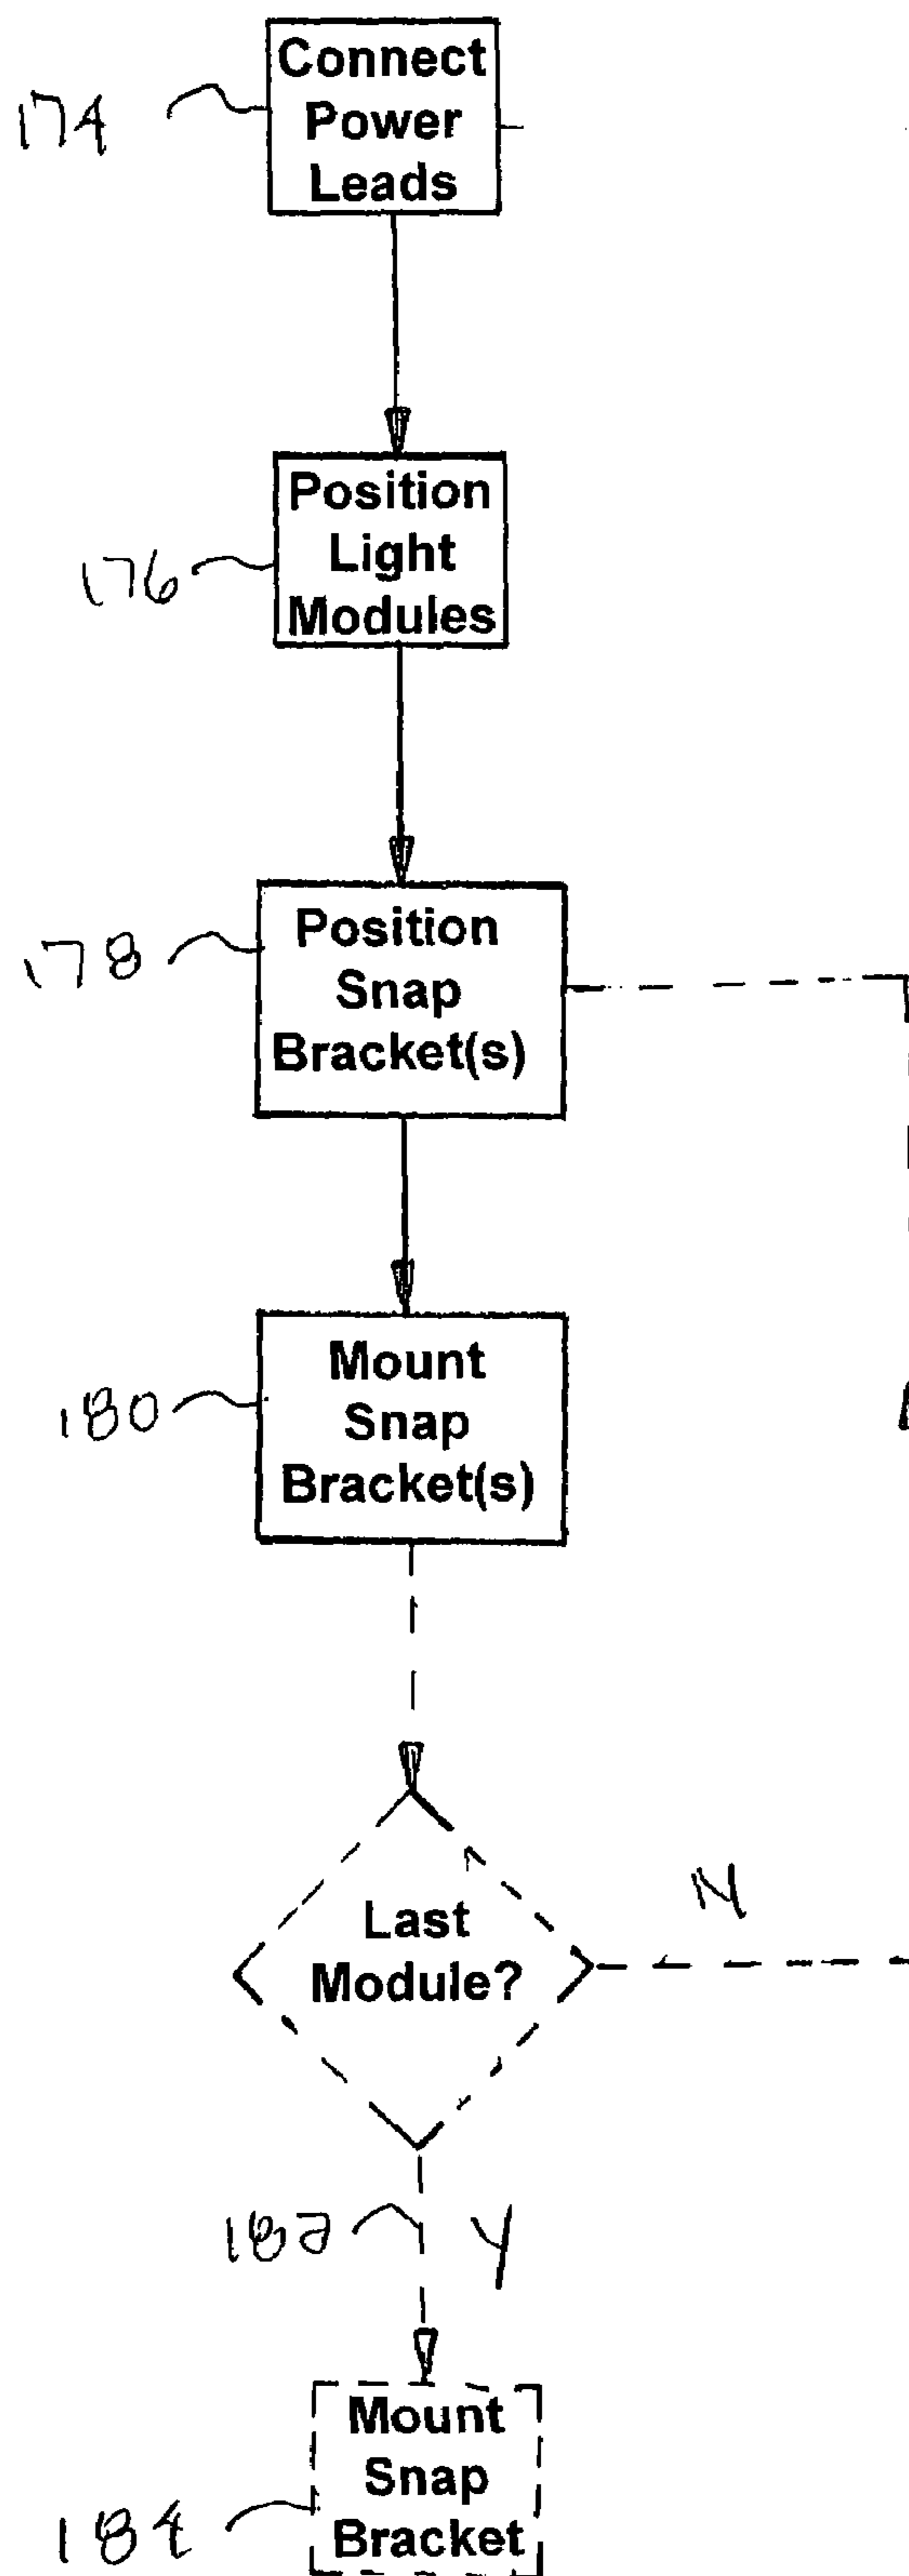 Connect
Power
Leads
174
Position
Light
Modules
176
Position
Snap
Bracket(s)
178
Mount
Snap
Bracket(s)
180
Last
Module?
N
182
Y
Mount
Snap
Bracket
184